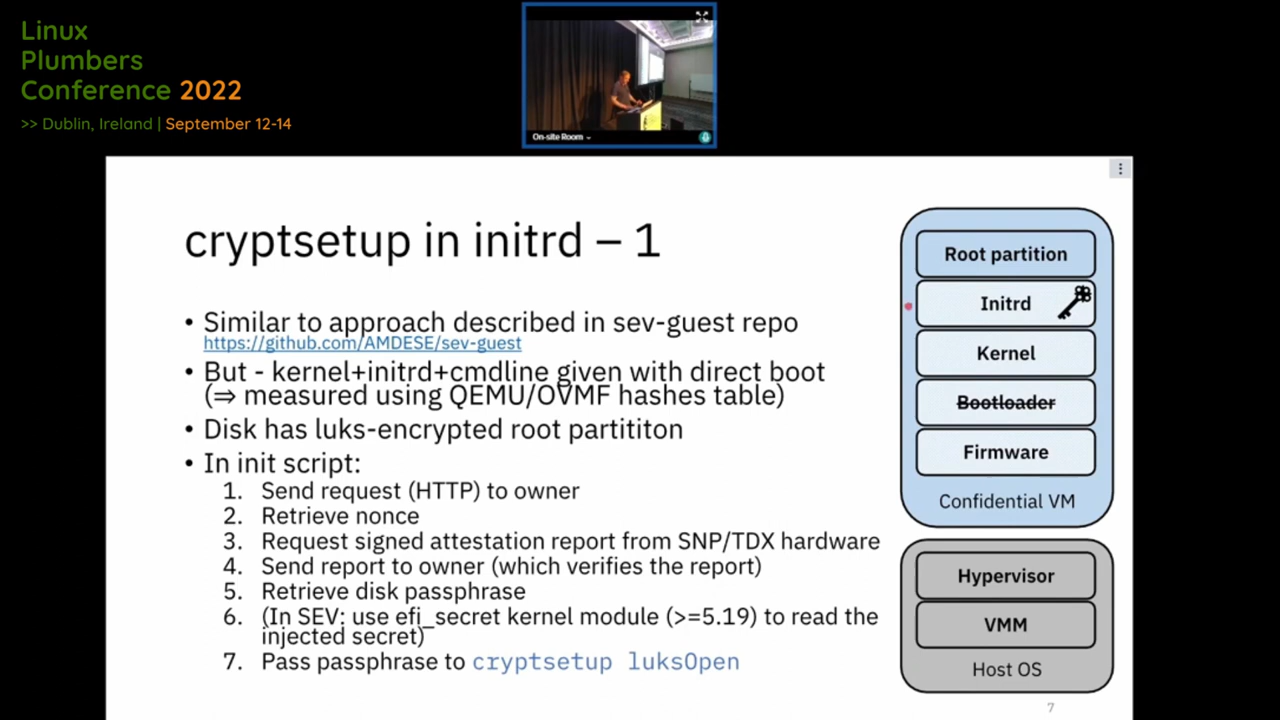 Linux
Plumbers
Conference 2022
>> Dublin, Ireland | September 12-14
On-site Room
cryptsetup in initrd – 1
• Similar to approach described in sev-guest repo
https://github.com/AMDESE/sev-guest
• But - kernel+initrd+cmdline given with direct boot
(⇒ measured using QEMU/OVMF hashes table)
• Disk has luks-encrypted root partititon
• In init script:
1. Send request (HTTP) to owner
2. Retrieve nonce
3. Request signed attestation report from SNP/TDX hardware
4. Send report to owner (which verifies the report)
5. Retrieve disk passphrase
6. (In SEV: use efi_secret kernel module (>=5.19) to read the
injected secret)
7. Pass passphrase to cryptsetup luksOpen
Root partition
Initrd
Kernel
Bootloader
Firmware
Confidential VM
Hypervisor
VMM
Host OS
7